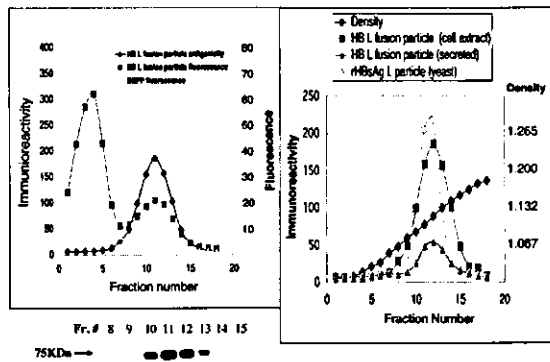 HB L fusion particle antigenicity
HB L fusion particle fluorescence
fluorescence
400
350
300
250
200
150
100
50
0
Immunoreactivity
80
70
60
50
40
30
20
10
0
Fluorescence
0 5 10 15 20
Fraction number
Fr. # 8 9 10 11 12 13 14 15
75KDa
Density
HB L fusion particle (cell extract)
HB L fusion particle (secreted)
rHBsAg L particle (yeast)
250
200
150
100
50
0
Immunoreactivity
Density
1.265
1.200
1.132
1.067
0 5 10 15 20
Fraction Number